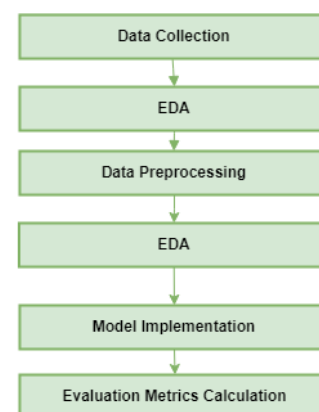 Data Collection
EDA
Data Preprocessing
EDA
Model Implementation
Evaluation Metrics Calculation